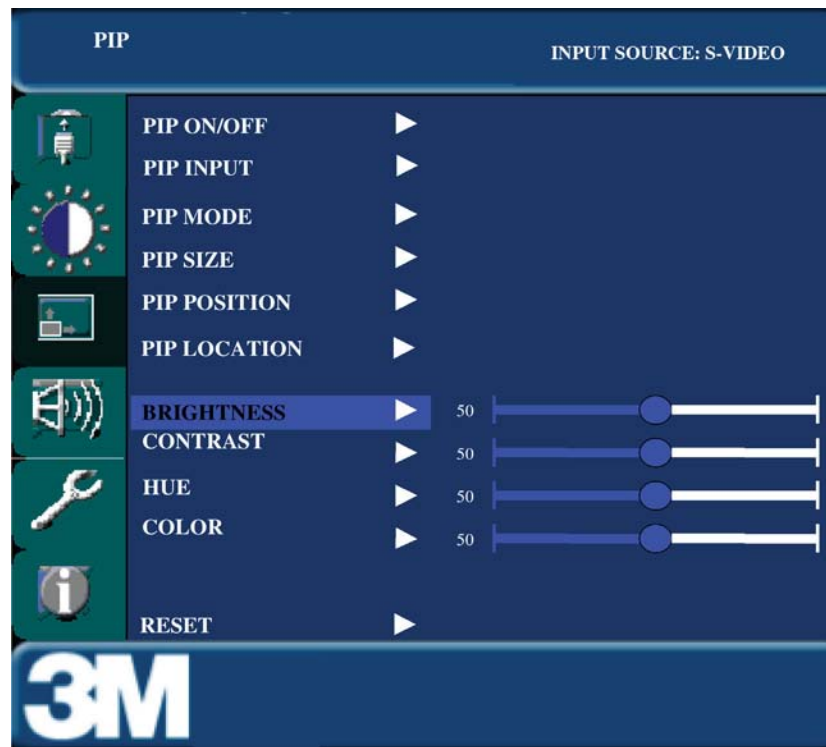 PIP
INPUT SOURCE: S-VIDEO
PIP ON/OFF
PIP INPUT
PIP MODE
PIP SIZE
PIP POSITION
PIP LOCATION
BRIGHTNESS 50
CONTRAST 50
HUE 50
COLOR 50
RESET
3M